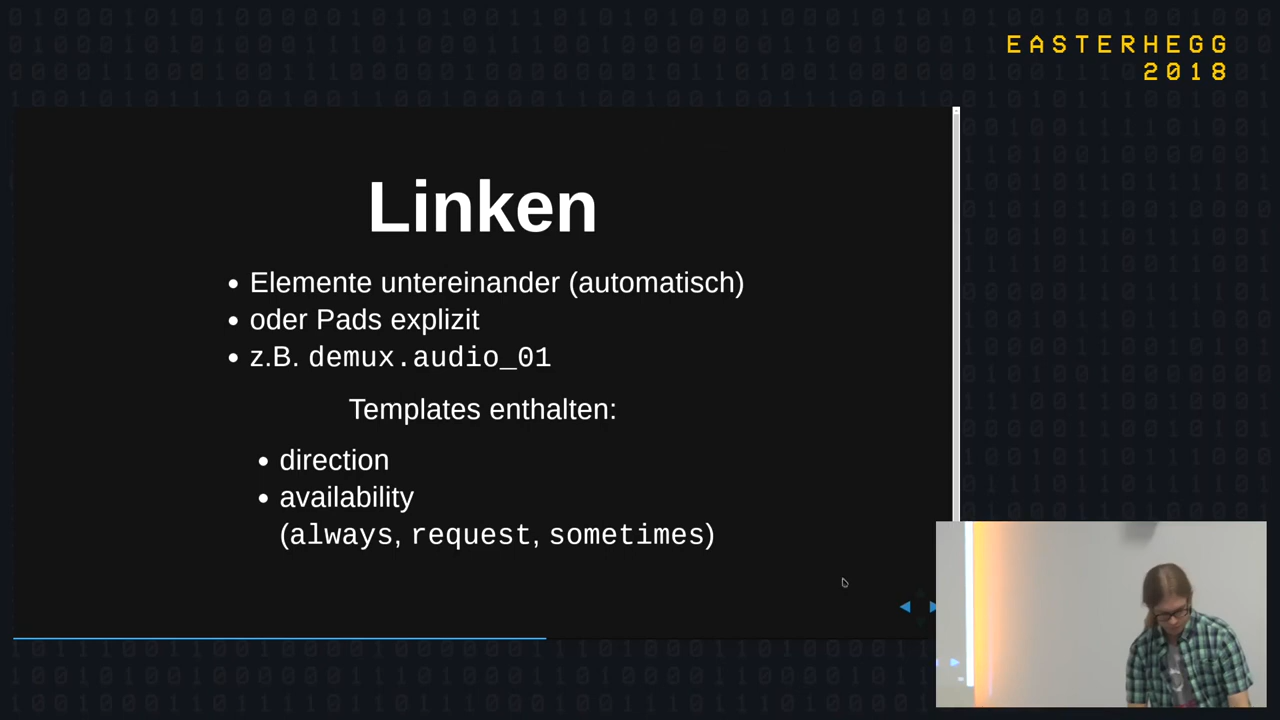 EASTERHEGG
2018
Linken
• Elemente untereinander (automatisch)
• oder Pads explizit
• z.B. demux.audio_01
Templates enthalten:
• direction
• availability
(always, request, sometimes)